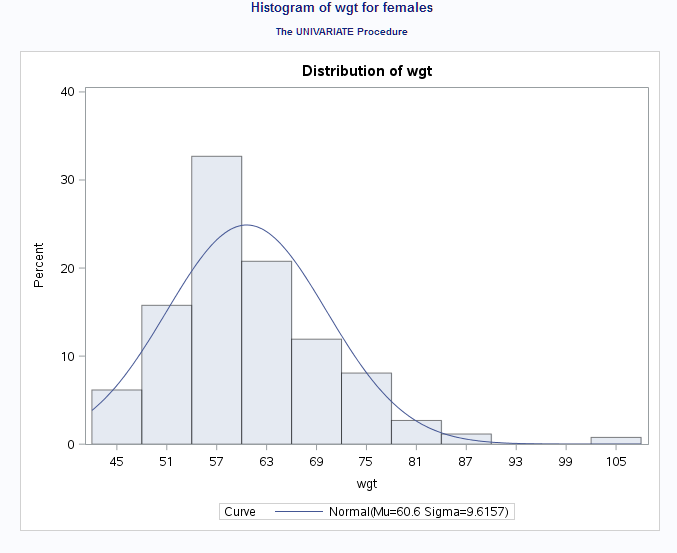 Histogram of wgt for females
The UNIVARIATE Procedure
Distribution of wgt
40
30
20
10
0
Percent
45 51 57 63 69 75 81 87 93 99 105
wgt
Curve Normal(Mu=60.6 Sigma=9.6157)